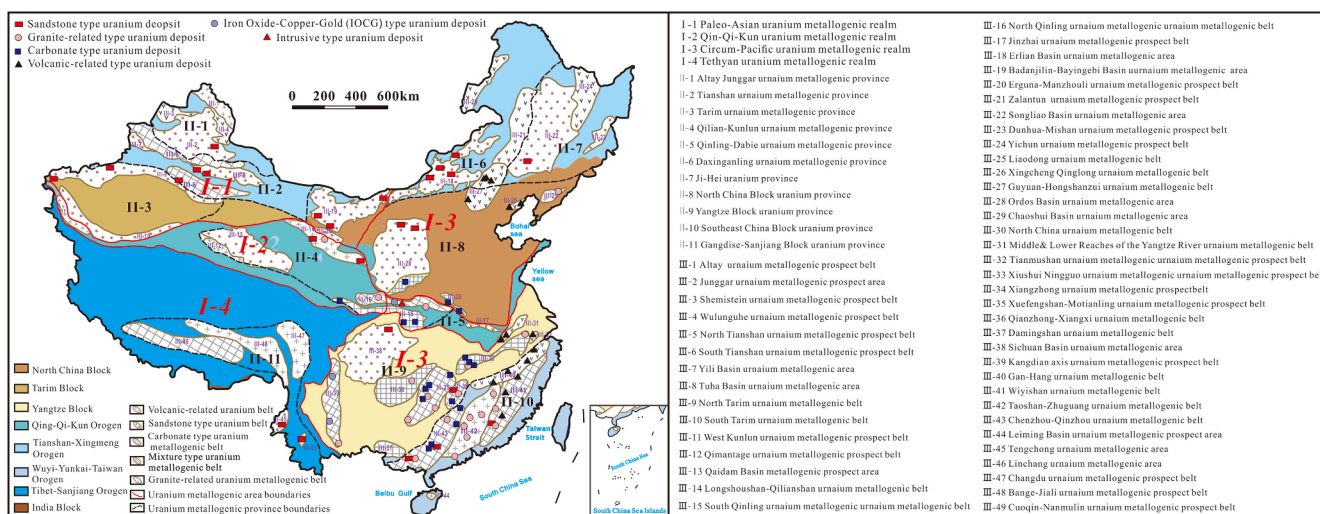 Sandstone type uranium depopsit
Iron Oxide-Copper-Gold (IOCG) type uranium deposit
Granite-related type uranium deposit
Intrusive type uranium deposit
Carbonate type uranium deposit
Volcanic-related type uranium deposit
0 200 400 600km
II-1
II-2
I-1
II-3
II-6
II-7
I-3
II-8
Bohai
sea
I-2
II-4
Yellow
sea
I-4
II-5
II-11
I-3
II-9
II-10
Taiwan
Strait
Beibu Gulf
South China Sea
South China Sea
South China Sea Islands
North China Block
Tarim Block
Yangtze Block
Qing-Qi-Kun Orogen
Tianshan-Xingmeng
Orogen
Wuyi-Yunkai-Taiwan
Orogen
Tibet-Sanjiang Orogen
India Block
Volcanic-related uranium belt
Sandstone type uranium belt
Carbonate type uranium
metallogenic belt
Mixture type uranium
metallogenic belt
Granite-related uranium metallogenic belt
Uranium metallogenic area boundaries
Uranium metallogenic province boundaries
I-1 Paleo-Asian uranium metallogenic realm
I-2 Qin-Qi-Kun uranium metallogenic realm
I-3 Circum-Pacific uranium metallogenic realm
I-4 Tethyan uranium metallogenic realm
II-1 Altay Junggar urnaium metallogenic province
II-2 Tianshan uranium metallogenic province
II-3 Tarim uranium metallogenic province
II-4 Qilian-Kunlun uranium metallogenic province
II-5 Qinling-Dabie uranium metallogenic province
II-6 Daxinganling uranium metallogenic province
II-7 Ji-Hei uranium metallogenic province
II-8 North China Block uranium province
II-9 Yangtze Block uranium province
II-10 Southeast China Block uranium province
II-11 Gangdise-Sanjiang Block uranium province
III-1 Altay urnaium metallogenic prospect belt
III-2 Junggar urnaium metallogenic prospect area
III-3 Shemistein urnaium metallogenic prospect belt
III-4 Wulunguhe urnaium metallogenic prospect belt
III-5 North Tianshan urnaium metallogenic prospect belt
III-6 South Tianshan urnaium metallogenic prospect belt
III-7 Yili Basin urnaium metallogenic area
III-8 Tuha Basin urnaium metallogenic area
III-9 North Tarim urnaium metallogenic belt
III-10 South Tarim urnaium metallogenic belt
III-11 West Kunlun urnaium metallogenic prospect belt
III-12 Qimantage urnaium metallogenic prospect belt
III-13 Qaidam Basin metallogenic prospect area
III-14 Longshoushan-Qilianshan urnaium metallogenic belt
III-15 South Qinling urnaium metallogenic urnaium metallogenic belt
III-16 North Qinling urnaium metallogenic urnaium metallogenic belt
III-17 Jinzhai urnaium metallogenic prospect belt
III-18 Erlian Basin urnaium metallogenic area
III-19 Badanjilin-Bayingebi Basin uurnaium metallogenic area
III-20 Erguna-Manzhouli urnaium metallogenic prospect belt
III-21 Zalantun urnaium metallogenic prospect belt
III-22 Songliao Basin urnaium metallogenic area
III-23 Dunhua-Mishan urnaium metallogenic prospect belt
III-24 Yichun urnaium metallogenic prospect belt
III-25 Liaodong urnaium metallogenic belt
III-26 Xingcheng Qinglong urnaium metallogenic belt
III-27 Guyuan-Hongshanzui urnaium metallogenic belt
III-28 Ordos Basin urnaium metallogenic area
III-29 Chaoshui Basin urnaium metallogenic area
III-30 North China urnaium metallogenic belt
III-31 Middle& Lower Reaches of the Yangtze River urnaium metallogenic belt
III-32 Tianmushan urnaium metallogenic urnaium metallogenic belt
III-33 Xiushui Ningguo urnaium metallogenic urnaium metallogenic prospect be
III-34 Xiangzhong urnaium metallogenic prospectbelt
III-35 Xuefengshan-Motianling urnaium metallogenic prospect belt
III-36 Qianzhong-Xiangxi urnaium metallogenic belt
III-37 Damingshan urnaium metallogenic belt
III-38 Sichuan Basin urnaium metallogenic area
III-39 Kangdian axis urnaium metallogenic prospect belt
III-40 Gan-Hang urnaium metallogenic belt
III-41 Wiyishan urnaium metallogenic belt
III-42 Taoshan-Zhuguang urnaium metallogenic belt
III-43 Chenzhou-Qinzhou urnaium metallogenic belt
III-44 Leiming Basin urnaium metallogenic prospect area
III-45 Tengchong urnaium metallogenic area
III-46 Linchang urnaium metallogenic area
III-47 Changdu urnaium metallogenic prospect belt
III-48 Bange-Jiali urnaium metallogenic prospect belt
III-49 Cuoqin-Nanmulin urnaium metallogenic prospect belt